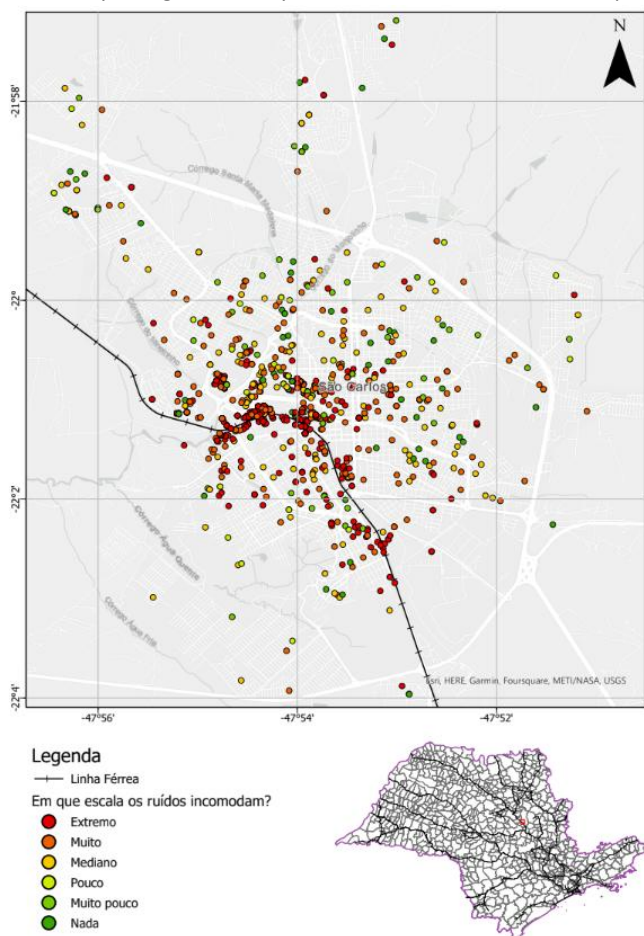 N
-21°58'
-22°
-22°2'
-22°4'
Córrego Santa Maria Madalena
São Carlos
Córrego Água Quente
Córrego Água Fria
Esri, HERE, Garmin, Foursquare, METI/NASA, USGS
-47°56'
-47°54'
-47°52'
Legenda
Linha Férrea
Em que escala os ruídos incomodam?
Extremo
Muito
Mediano
Pouco
Muito pouco
Nada